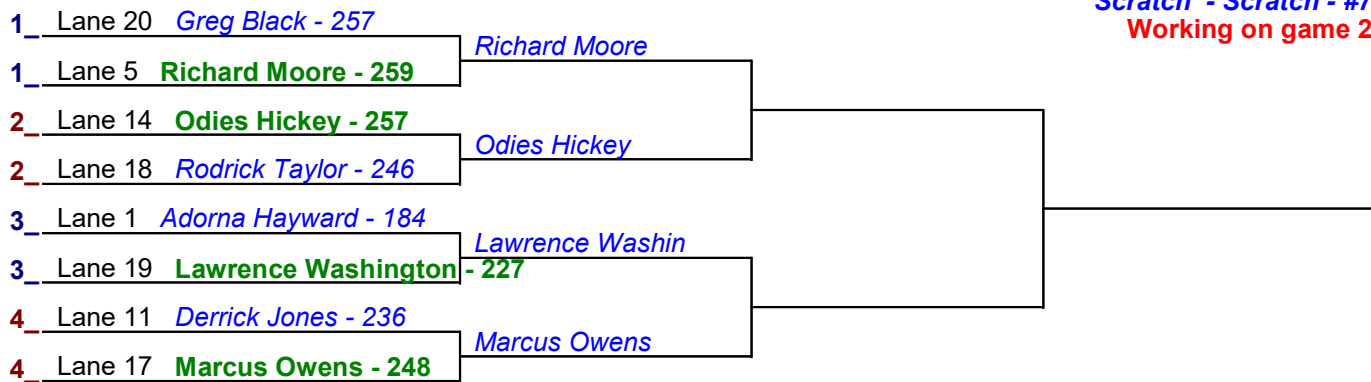 Scratch - Scratch - #7
Working on game 2
1_ Lane 20 Greg Black - 257
Richard Moore
1_ Lane 5 Richard Moore - 259
2_ Lane 14 Odies Hickey - 257
Odies Hickey
2_ Lane 18 Rodrick Taylor - 246
3_ Lane 1 Adorna Hayward - 184
Lawrence Washin
3_ Lane 19 Lawrence Washington - 227
4_ Lane 11 Derrick Jones - 236
Marcus Owens
4_ Lane 17 Marcus Owens - 248